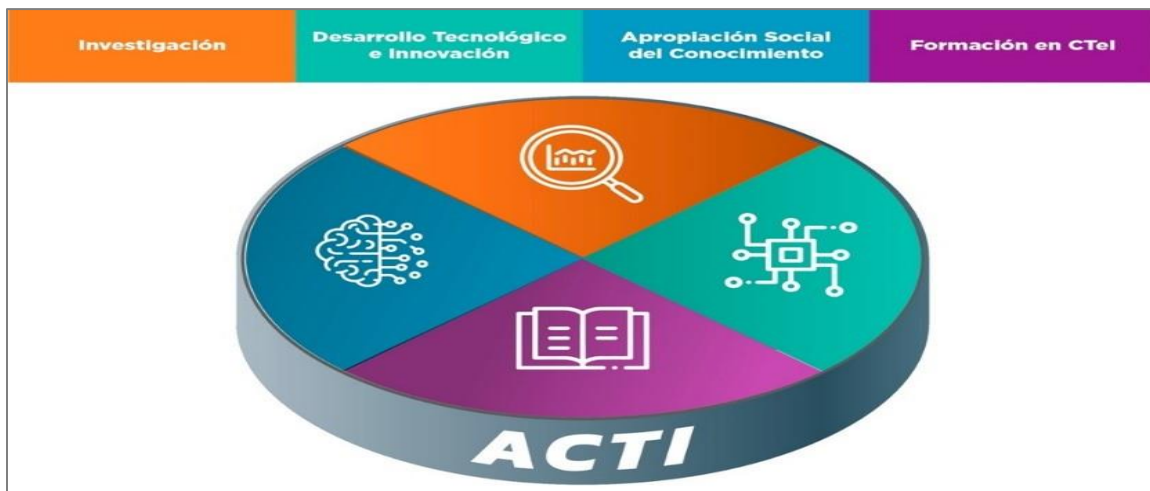 Investigación
Desarrollo Tecnológico
e Innovación
Apropiación Social
del Conocimiento
Formación en CTeI
ACTI